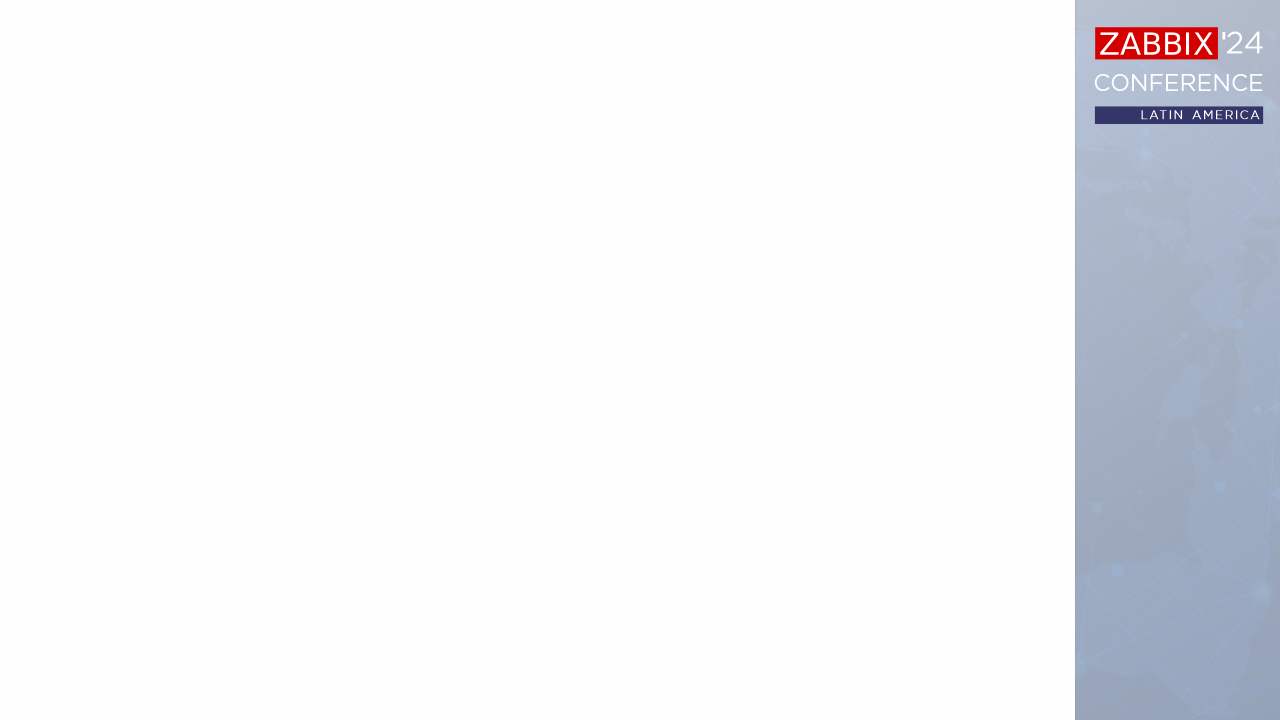 ZABBIX '24
CONFERENCE
LATIN AMERICA